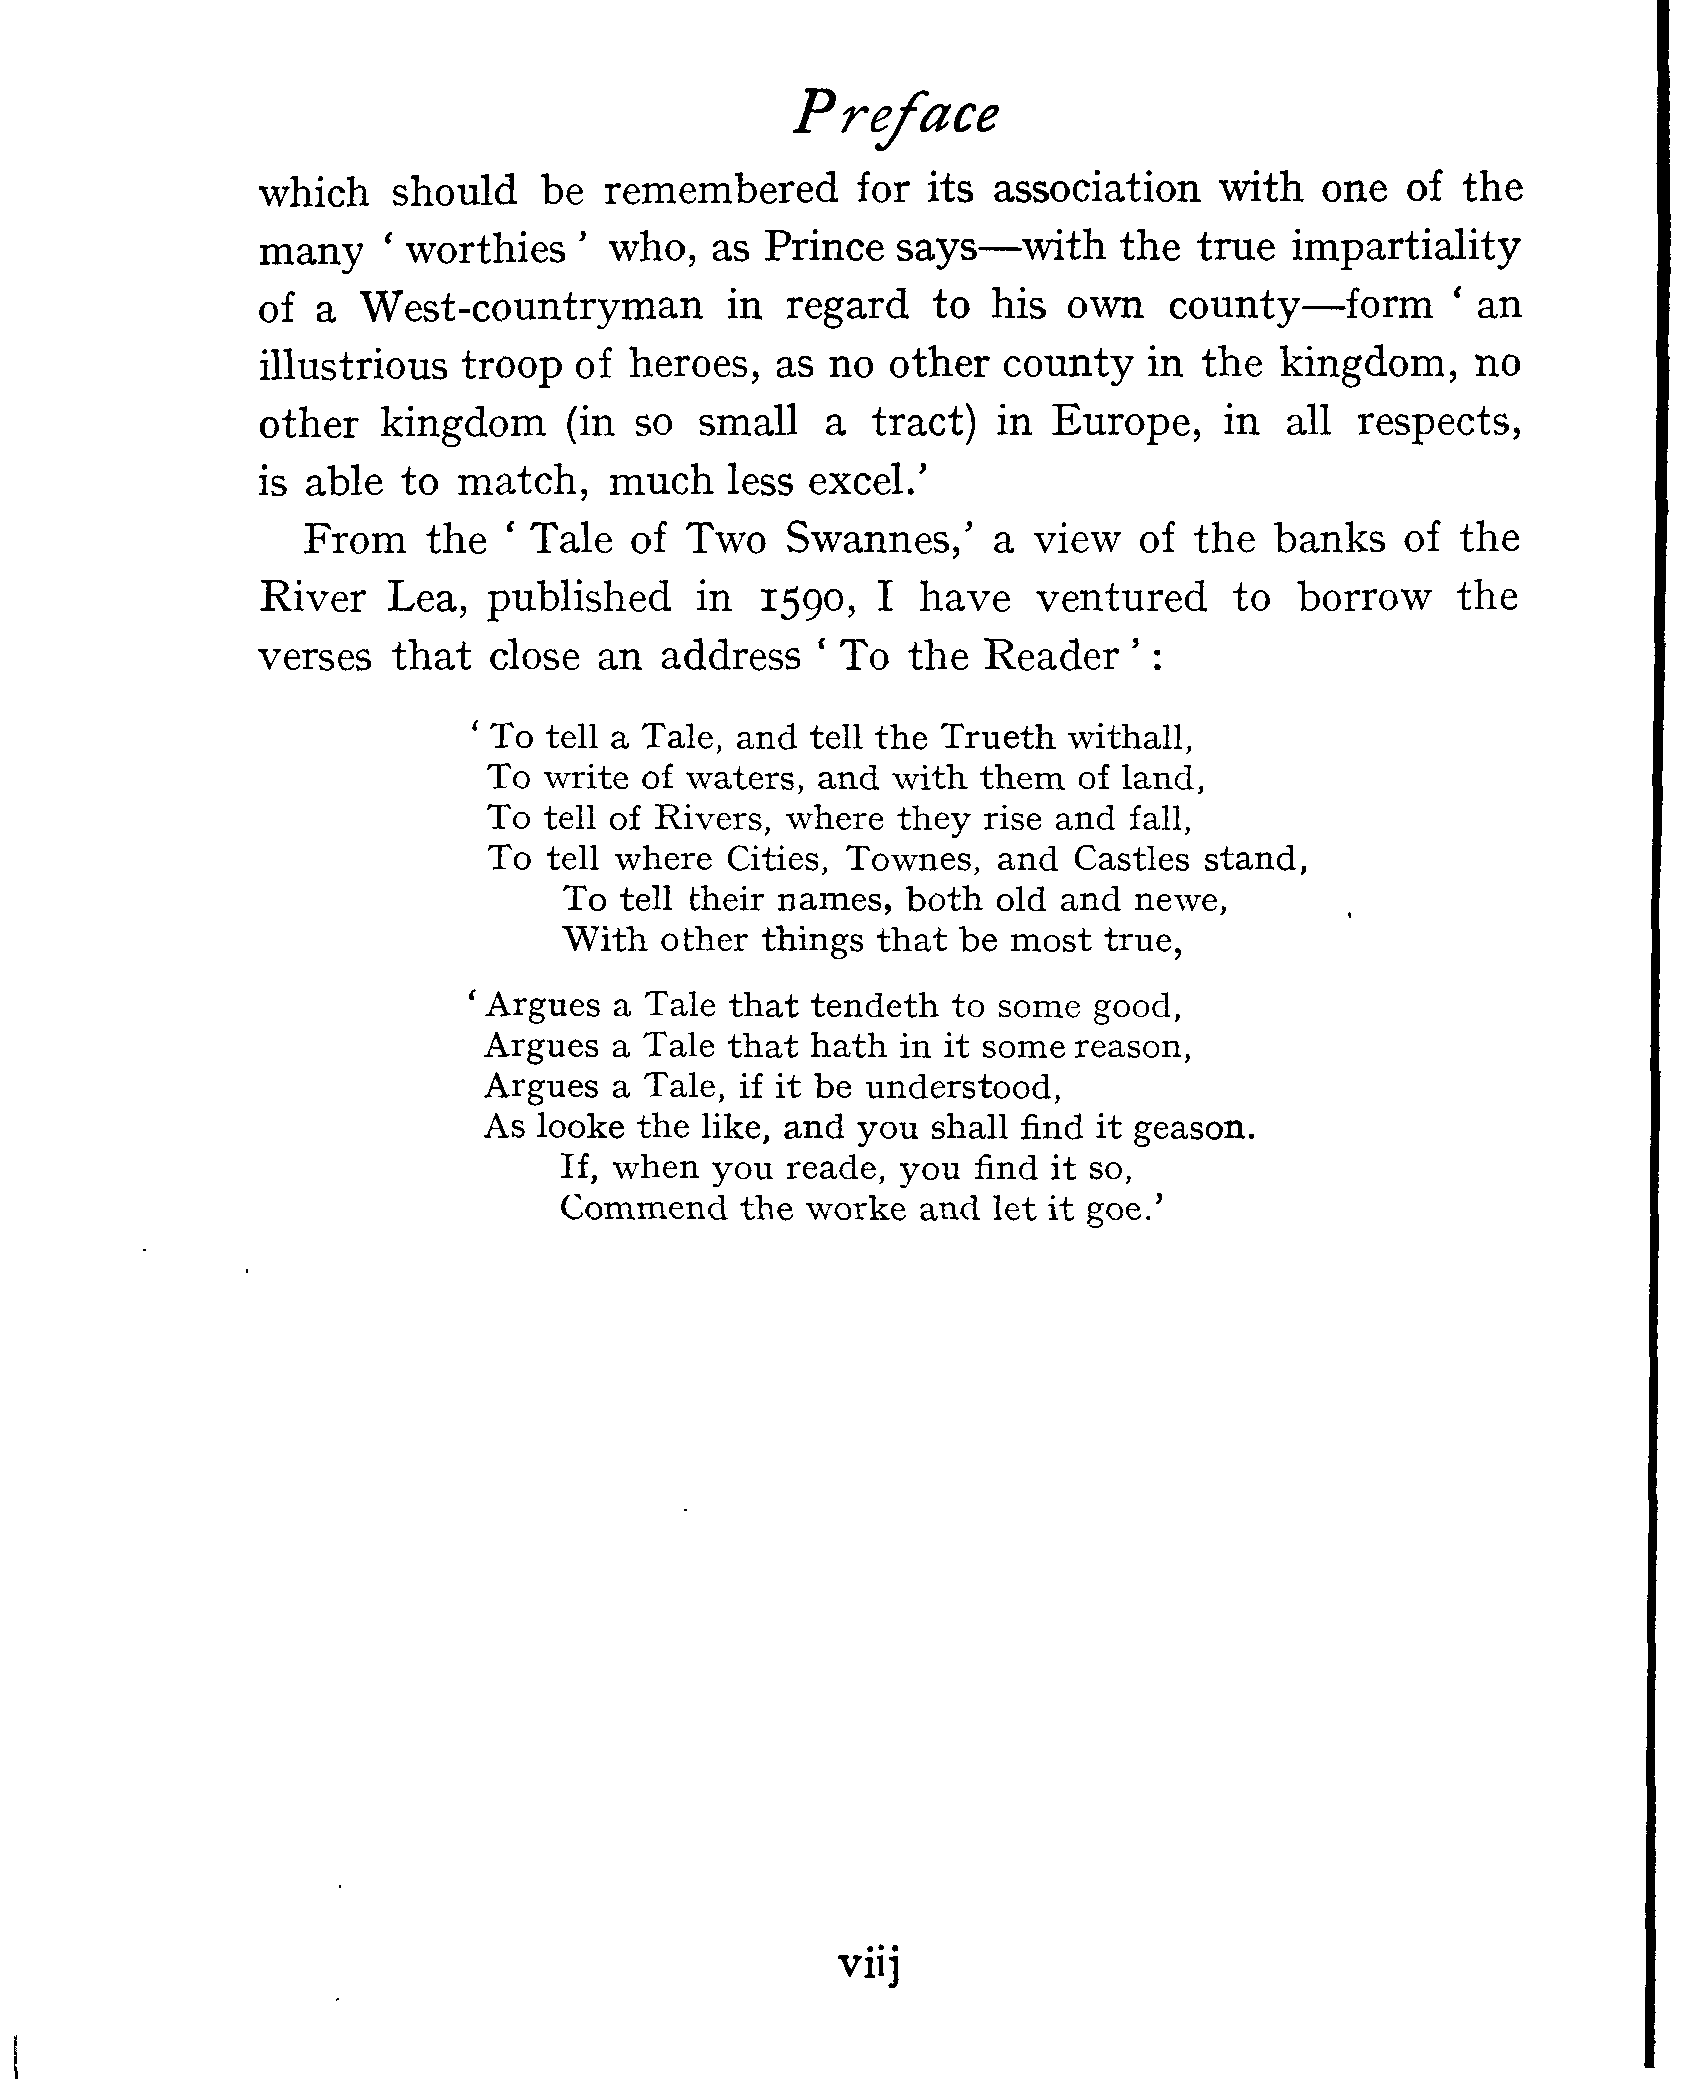 Preface
which should be remembered for its association with one of the
many ‘ worthies ’ who, as Prince says—with the true impartiality
of a West-countryman in regard to his own county—form ‘ an
illustrious troop of heroes, as no other county in the kingdom, no
other kingdom (in so small a tract) in Europe, in all respects,
is able to match, much less excel.’
From the ‘ Tale of Two Swannes,’ a view of the banks of the
River Lea, published in 1590, I have ventured to borrow the
verses that close an address ‘ To the Reader ’ :
‘ To tell a Tale, and tell the Trueth withall,
To write of waters, and with them of land,
To tell of Rivers, where they rise and fall,
To tell where Cities, Townes, and Castles stand,
To tell their names, both old and newe,
With other things that be most true,
‘ Argues a Tale that tendeth to some good,
Argues a Tale that hath in it some reason,
Argues a Tale, if it be understood,
As looke the like, and you shall find it geason.
If, when you reade, you find it so,
Commend the worke and let it goe.’
viij